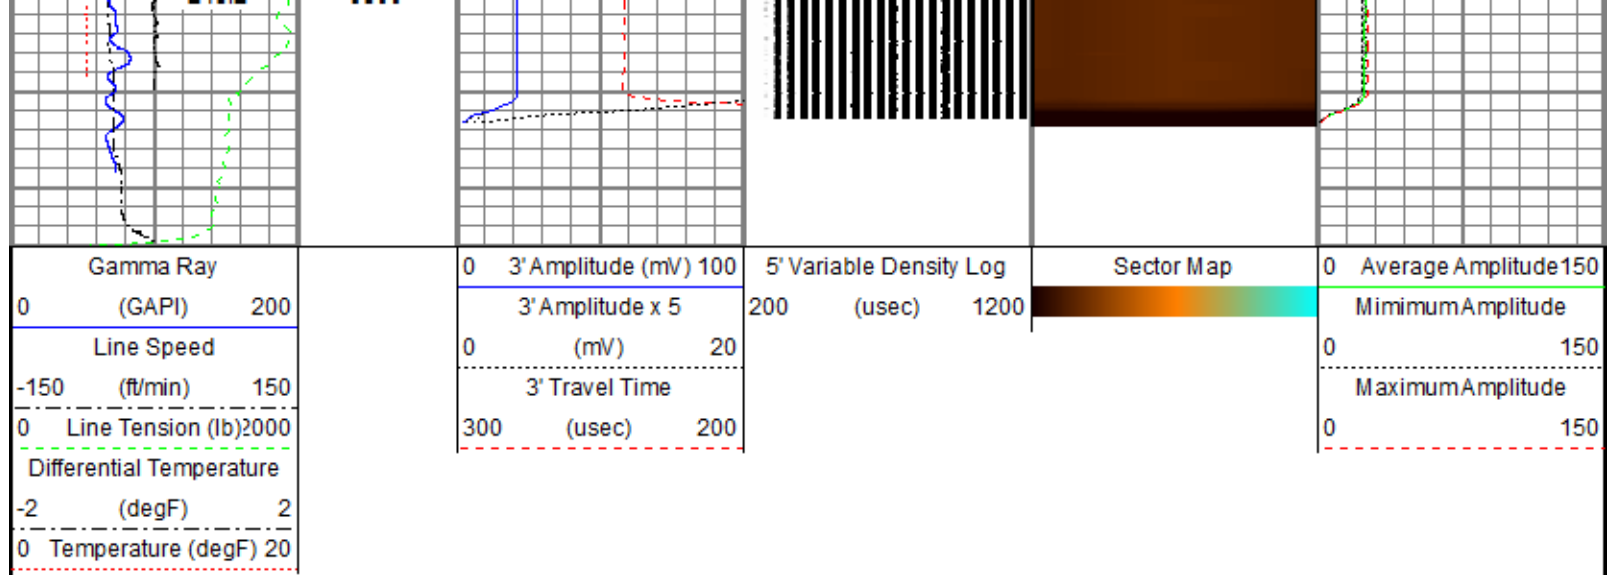 Gamma Ray
0 (GAPI) 200
Line Speed
-150 (ft/min) 150
0 Line Tension (lb)2000
Differential Temperature
-2 (degF) 2
0 Temperature (degF) 20
0 3' Amplitude (mV) 100
3' Amplitude x 5
0 (mV) 20
3' Travel Time
300 (usec) 200
5' Variable Density Log
200 (usec) 1200
Sector Map
0 Average Amplitude 150
Mimimum Amplitude
0 150
Maximum Amplitude
0 150